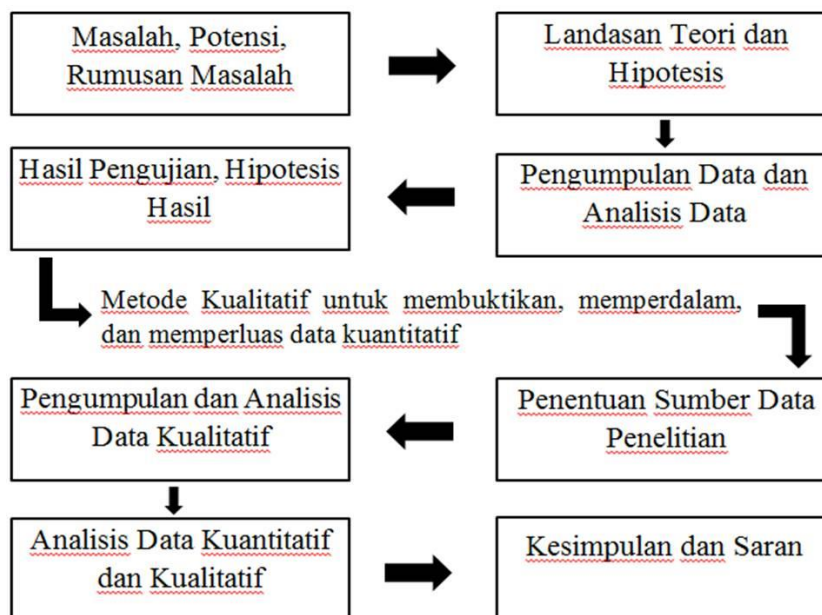 Masalah, Potensi,
Rumusan Masalah
Landasan Teori dan
Hipotesis
Pengumpulan Data dan
Analisis Data
Hasil Pengujian, Hipotesis
Hasil
Metode Kualitatif untuk membuktikan, memperdalam,
dan memperluas data kuantitatif
Penentuan Sumber Data
Penelitian
Pengumpulan dan Analisis
Data Kualitatif
Analisis Data Kuantitatif
dan Kualitatif
Kesimpulan dan Saran